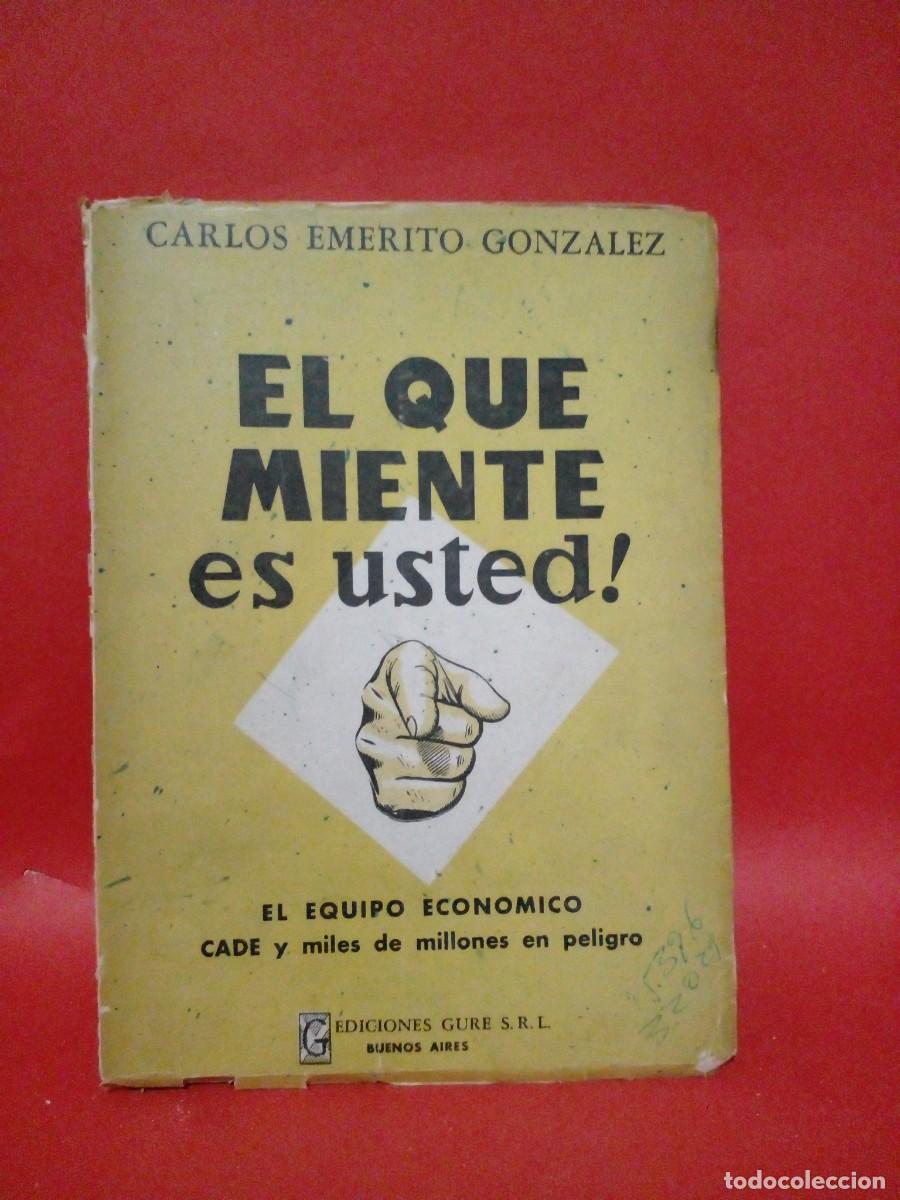 CARLOS EMERITO GONZALEZ
EL QUE
MIENTE
es usted!
EL EQUIPO ECONOMICO
CADE y miles de millones en peligro
G EDICIONES GURE S.R.L.
BUENOS AIRES
todocoleccion